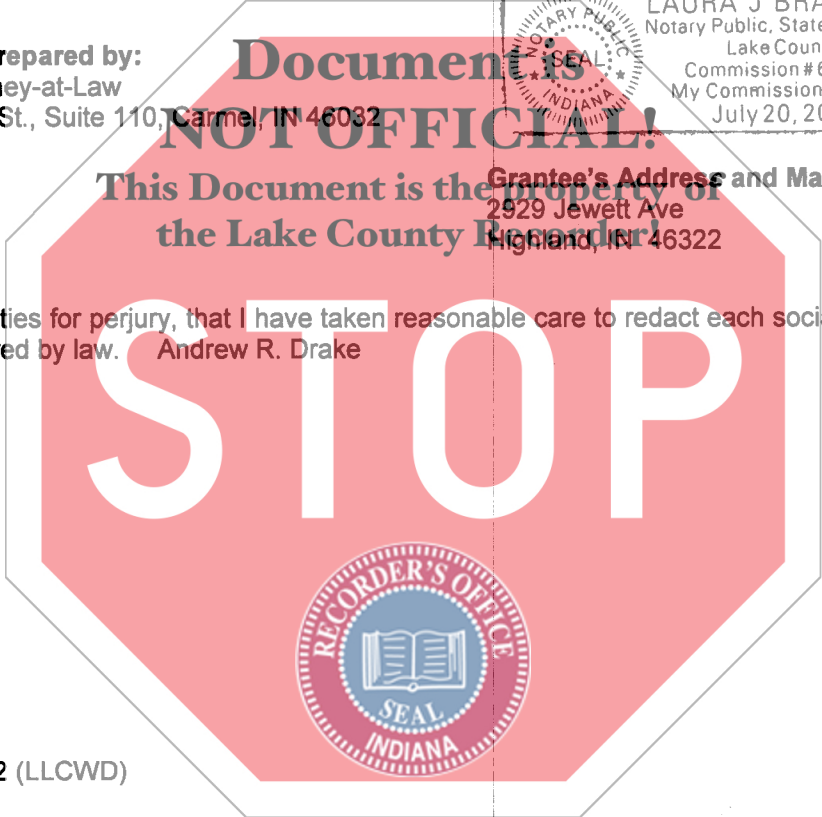 LAURA J BRA
Notary Public, State
Lake Coun
Commission # 6
My Commission
July 20, 20
NOTARY PUBLIC
SEAL
INDIANA
repared by:
ey-at-Law
St., Suite 110, Carmel, IN 46032
Document is
NOT OFFICIAL!
This Document is the property of
the Lake County Recorder!
Grantee's Address and Ma
2929 Jewett Ave
Highland, IN 46322
ties for perjury, that I have taken reasonable care to redact each soci
ed by law. Andrew R. Drake
STOP
RECORDER'S OFFICE
SEAL
INDIANA
2 (LLCWD)